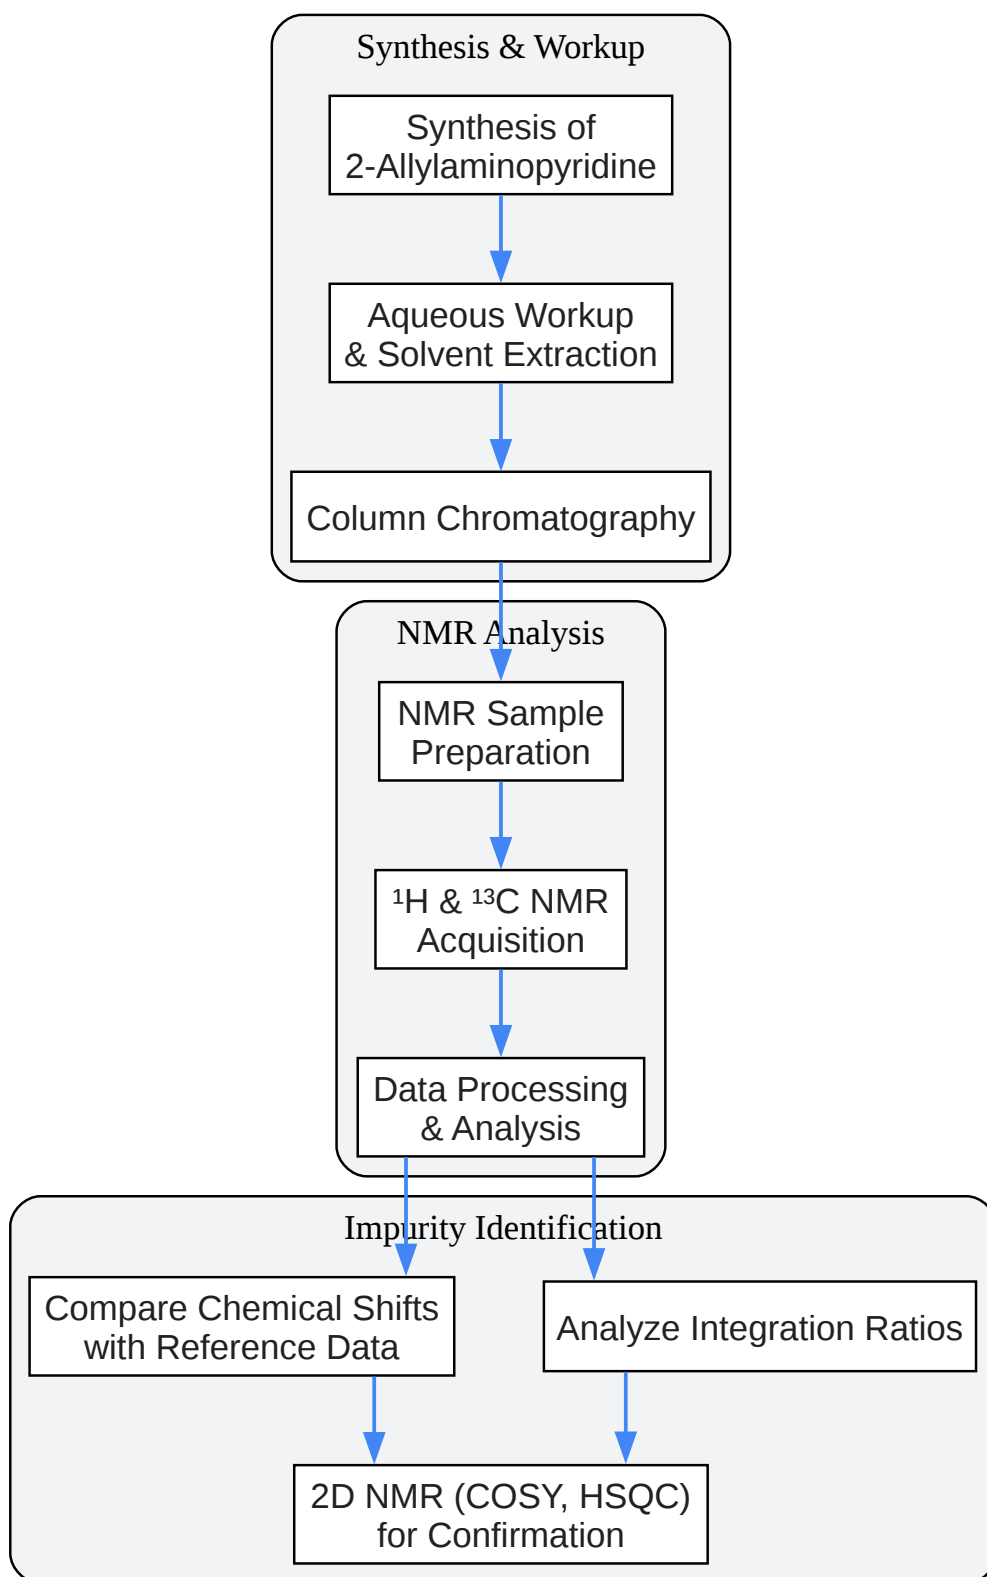 Synthesis & Workup
Synthesis of
2-Allylaminopyridine
Aqueous Workup
& Solvent Extraction
Column Chromatography
NMR Analysis
NMR Sample
Preparation
¹H & ¹³C NMR
Acquisition
Data Processing
& Analysis
Impurity Identification
Compare Chemical Shifts
with Reference Data
Analyze Integration Ratios
2D NMR (COSY, HSQC)
for Confirmation